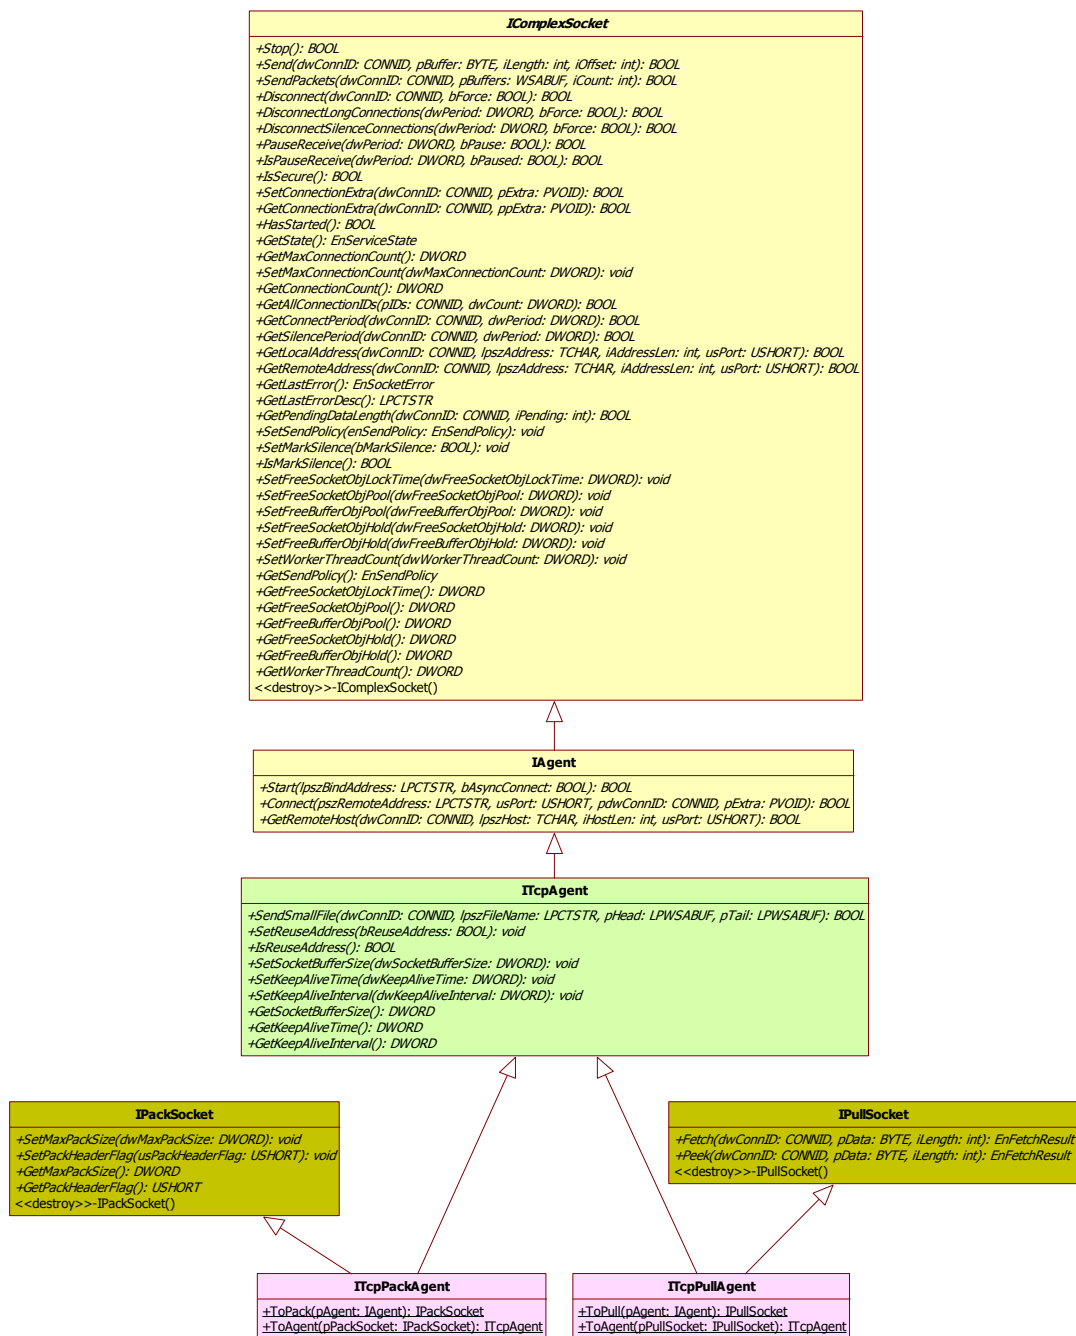 IComplexSocket
+Stop(): BOOL
+Send(dwConnID: CONNID, pBuffer: BYTE, iLength: int, iOffset: int): BOOL
+SendPackets(dwConnID: CONNID, pBuffers: WSABUF, iCount: int): BOOL
+Disconnect(dwConnID: CONNID, bForce: BOOL): BOOL
+DisconnectLongConnections(dwPeriod: DWORD, bForce: BOOL): BOOL
+DisconnectSilenceConnections(dwPeriod: DWORD, bForce: BOOL): BOOL
+PauseReceive(dwPeriod: DWORD, bPause: BOOL): BOOL
+IsPauseReceive(dwPeriod: DWORD, bPaused: BOOL): BOOL
+IsSecure(): BOOL
+SetConnectionExtra(dwConnID: CONNID, pExtra: PVOID): BOOL
+GetConnectionExtra(dwConnID: CONNID, ppExtra: PVOID): BOOL
+HasStarted(): BOOL
+GetState(): EnServiceState
+GetMaxConnectionCount(): DWORD
+SetMaxConnectionCount(dwMaxConnectionCount: DWORD): void
+GetConnectionCount(): DWORD
+GetAllConnectionIDs(pIDs: CONNID, dwCount: DWORD): BOOL
+GetConnectPeriod(dwConnID: CONNID, dwPeriod: DWORD): BOOL
+GetSilencePeriod(dwConnID: CONNID, dwPeriod: DWORD): BOOL
+GetLocalAddress(dwConnID: CONNID, lpszAddress: TCHAR, iAddressLen: int, usPort: USHORT): BOOL
+GetRemoteAddress(dwConnID: CONNID, lpszAddress: TCHAR, iAddressLen: int, usPort: USHORT): BOOL
+GetLastError(): EnSocketError
+GetLastErrorDesc(): LPCTSTR
+GetPendingDataLength(dwConnID: CONNID, iPending: int): BOOL
+SetSendPolicy(enSendPolicy: EnSendPolicy): void
+SetMarkSilence(bMarkSilence: BOOL): void
+IsMarkSilence(): BOOL
+SetFreeSocketObjLockTime(dwFreeSocketObjLockTime: DWORD): void
+SetFreeSocketObjPool(dwFreeSocketObjPool: DWORD): void
+SetFreeBufferObjPool(dwFreeBufferObjPool: DWORD): void
+SetFreeSocketObjHold(dwFreeSocketObjHold: DWORD): void
+SetFreeBufferObjHold(dwFreeBufferObjHold: DWORD): void
+SetWorkerThreadCount(dwWorkerThreadCount: DWORD): void
+GetSendPolicy(): EnSendPolicy
+GetFreeSocketObjLockTime(): DWORD
+GetFreeSocketObjPool(): DWORD
+GetFreeBufferObjPool(): DWORD
+GetFreeSocketObjHold(): DWORD
+GetFreeBufferObjHold(): DWORD
+GetWorkerThreadCount(): DWORD
<<destroy>>-IComplexSocket()
IAgent
+Start(lpszBindAddress: LPCTSTR, bAsyncConnect: BOOL): BOOL
+Connect(pszRemoteAddress: LPCTSTR, usPort: USHORT, pdwConnID: CONNID, pExtra: PVOID): BOOL
+GetRemoteHost(dwConnID: CONNID, lpszHost: TCHAR, iHostLen: int, usPort: USHORT): BOOL
ITcpAgent
+SendSmallFile(dwConnID: CONNID, lpszFileName: LPCTSTR, pHead: LPWSABUF, pTail: LPWSABUF): BOOL
+SetReuseAddress(bReuseAddress: BOOL): void
+IsReuseAddress(): BOOL
+SetSocketBufferSize(dwSocketBufferSize: DWORD): void
+SetKeepAliveTime(dwKeepAliveTime: DWORD): void
+SetKeepAliveInterval(dwKeepAliveInterval: DWORD): void
+GetSocketBufferSize(): DWORD
+GetKeepAliveTime(): DWORD
+GetKeepAliveInterval(): DWORD
IPackSocket
+SetMaxPackSize(dwMaxPackSize: DWORD): void
+SetPackHeaderFlag(usPackHeaderFlag: USHORT): void
+GetMaxPackSize(): DWORD
+GetPackHeaderFlag(): USHORT
<<destroy>>-IPackSocket()
IPullSocket
+Fetch(dwConnID: CONNID, pData: BYTE, iLength: int): EnFetchResult
+Peek(dwConnID: CONNID, pData: BYTE, iLength: int): EnFetchResult
<<destroy>>-IPullSocket()
ITcpPackAgent
+ToPack(pAgent: IAgent): IPackSocket
+ToAgent(pPackSocket: IPackSocket): ITcpAgent
ITcpPullAgent
+ToPull(pAgent: IAgent): IPullSocket
+ToAgent(pPullSocket: IPullSocket): ITcpAgent